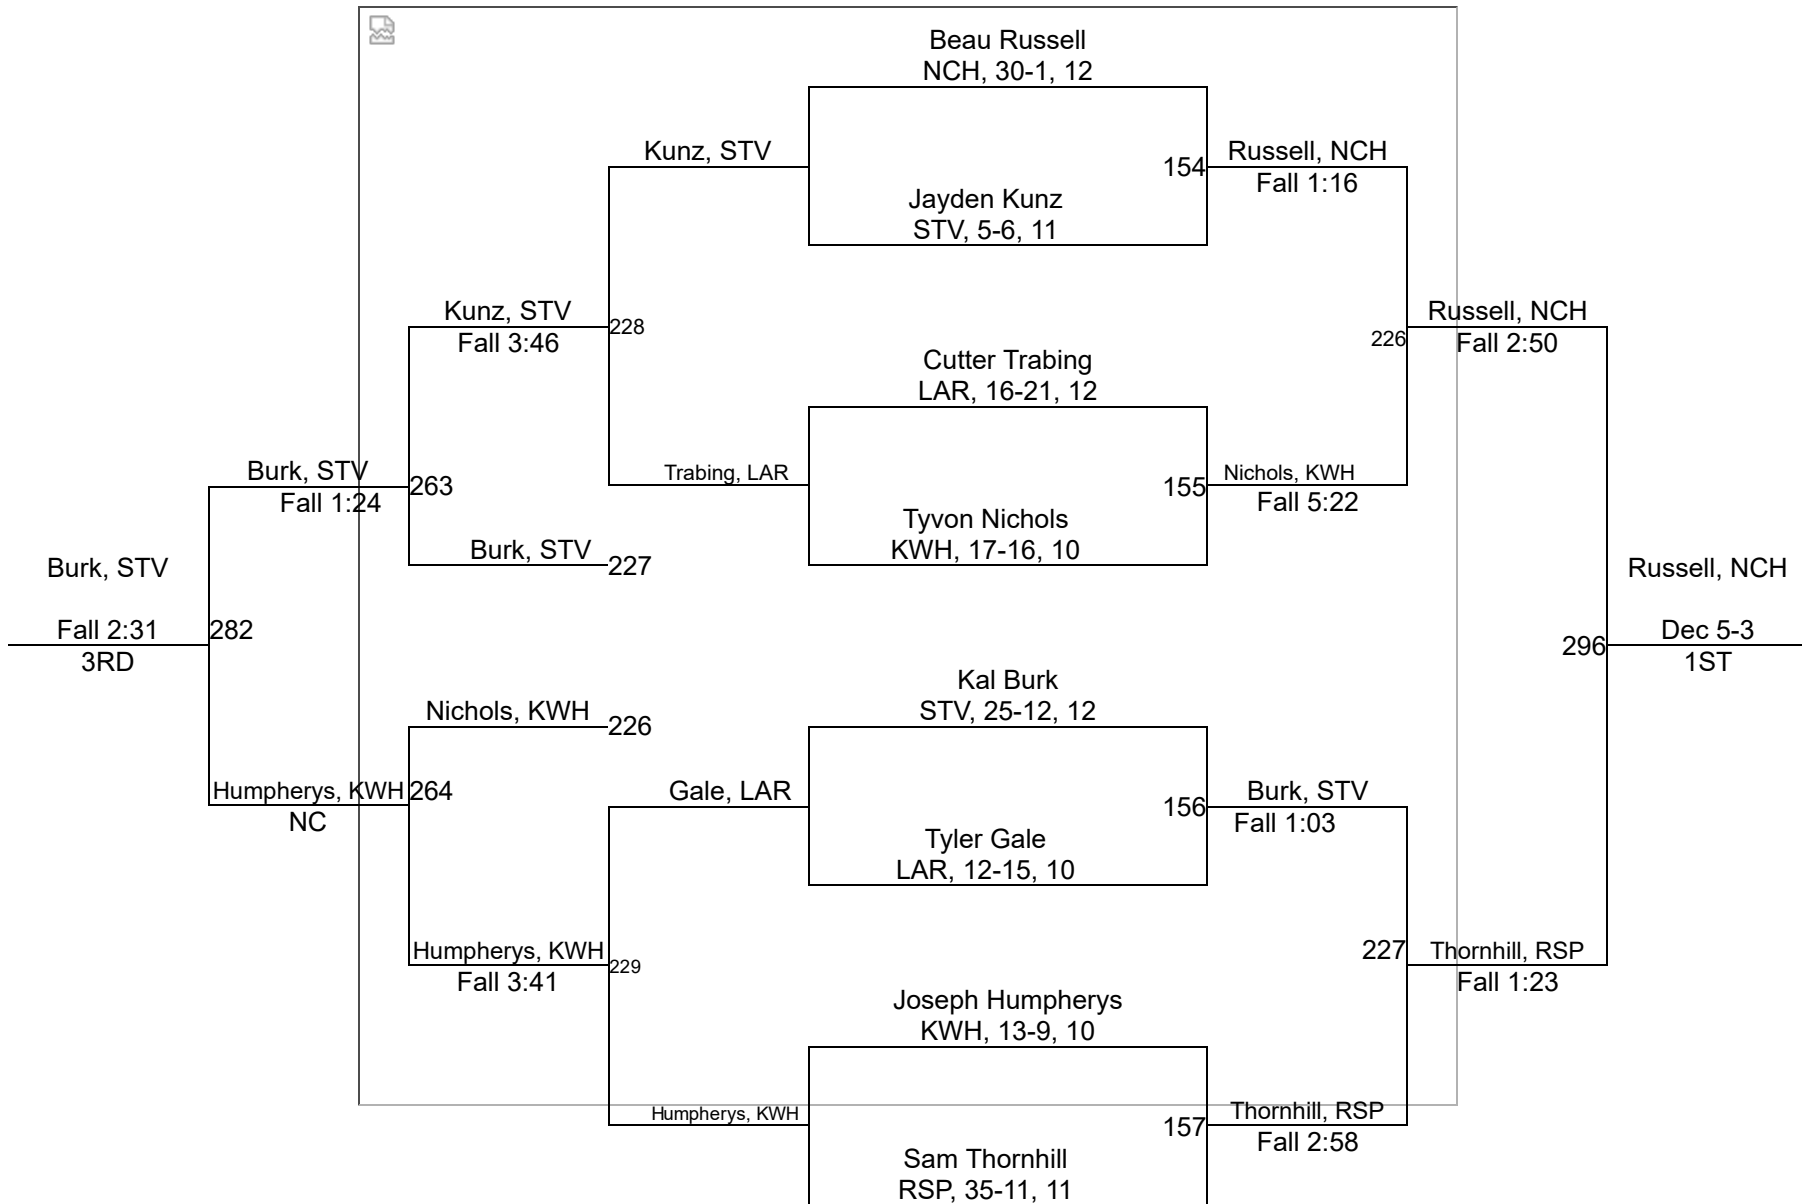 Beau Russell
NCH, 30-1, 12
Kunz, STV
154
Russell, NCH
Fall 1:16
Jayden Kunz
STV, 5-6, 11
Kunz, STV
Fall 3:46
228
Russell, NCH
Fall 2:50
226
Cutter Trabing
LAR, 16-21, 12
Burk, STV
Fall 1:24
263
Trabing, LAR
155
Nichols, KWH
Fall 5:22
Tyvon Nichols
KWH, 17-16, 10
Burk, STV
227
Burk, STV
Fall 2:31
3RD
282
Russell, NCH
Dec 5-3
1ST
296
Kal Burk
STV, 25-12, 12
Nichols, KWH
226
Humpherys, KWH
NC
264
Gale, LAR
156
Burk, STV
Fall 1:03
Tyler Gale
LAR, 12-15, 10
Humpherys, KWH
Fall 3:41
229
227
Thornhill, RSP
Fall 1:23
Joseph Humpherys
KWH, 13-9, 10
Humpherys, KWH
157
Thornhill, RSP
Fall 2:58
Sam Thornhill
RSP, 35-11, 11